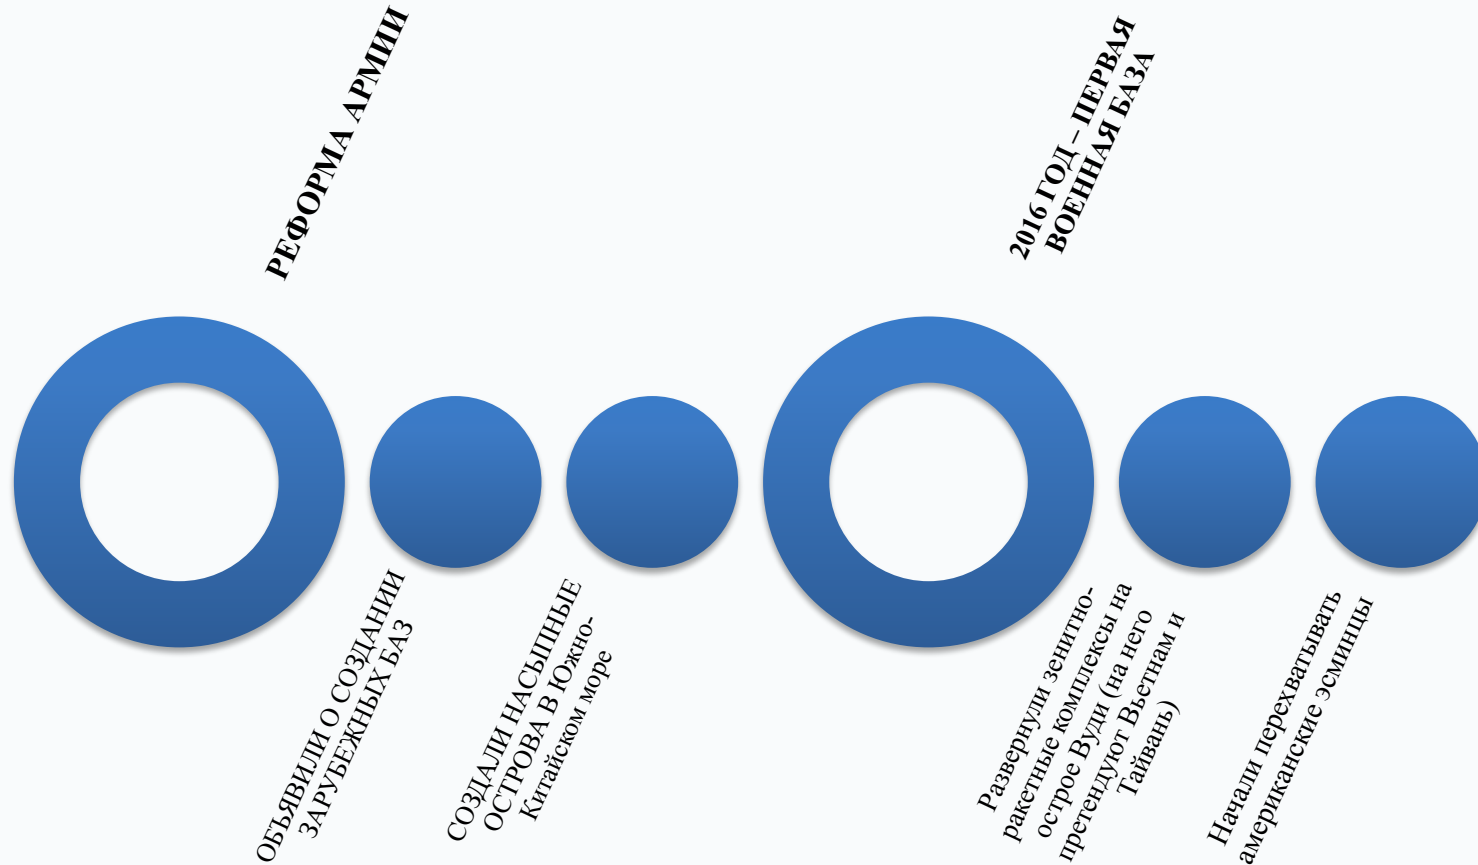 РЕФОРМА АРМИИ
ОБЪЯВИЛИ О СОЗДАНИИ
ЗАРУБЕЖНЫХ БАЗ
СОЗДАЛИ НАСЫПНЫЕ
ОСТРОВА В Южно-
Китайском море
2016 ГОД – ПЕРВАЯ
ВОЕННАЯ БАЗА
Развернули зенитно-
ракетные комплексы на
острое Вуди (на него
претендуют Вьетнам и
Тайвань)
Начали перехватывать
американские эсминцы